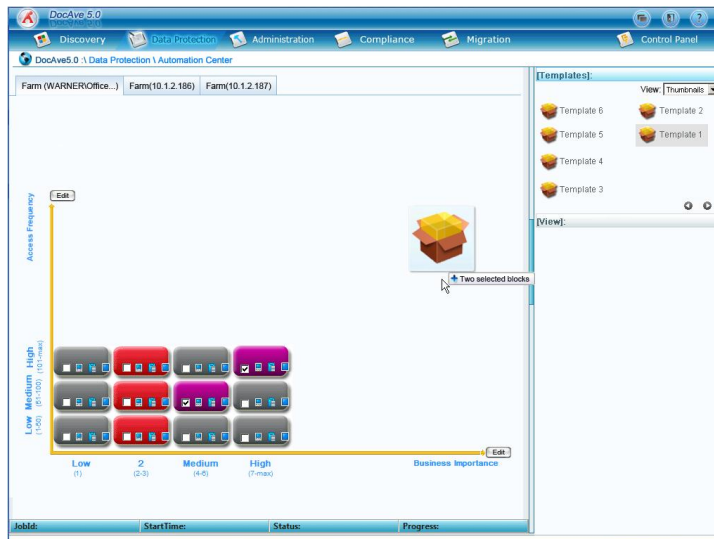 DocAve 5.0
Discovery
Data Protection
Administration
Compliance
Migration
Control Panel
DocAve5.0 :\ Data Protection \ Automation Center
Farm (WARNER\Office...)
Farm(10.1.2.186)
Farm(10.1.2.187)
[Templates]:
View: Thumbnails
Template 6
Template 2
Template 5
Template 1
Template 4
Template 3
[View]:
Edit
Access Frequency
Two selected blocks
High
(101-max)
Medium
(51-100)
Low
(1-50)
Edit
Low
2
Medium
High
Business Importance
(1)
(2-3)
(4-6)
(7-max)
JobId:
StartTime:
Status:
Progress: